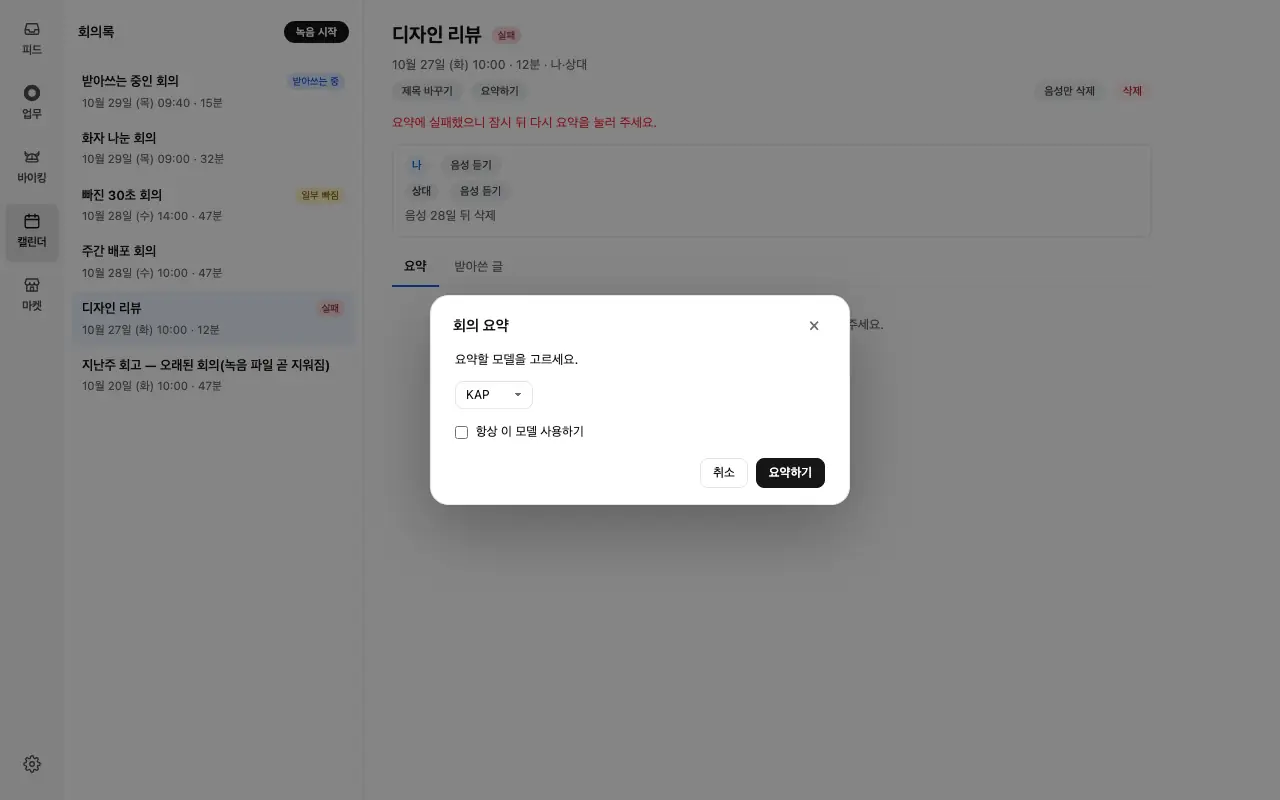 피드
업무
바이킹
캘린더
마켓
회의록
녹음 시작
받아쓰는 중인 회의
받아쓰는 중
10월 29일 (목) 09:40 · 15분
화자 나눈 회의
10월 29일 (목) 09:00 · 32분
빠진 30초 회의
일부 빠짐
10월 28일 (수) 14:00 · 47분
주간 배포 회의
10월 28일 (수) 10:00 · 47분
디자인 리뷰
실패
10월 27일 (화) 10:00 · 12분
지난주 회고 — 오래된 회의(녹음 파일 곧 지워짐)
10월 20일 (화) 10:00 · 47분
디자인 리뷰
실패
10월 27일 (화) 10:00 · 12분 · 나·상대
제목 바꾸기
요약하기
음성만 삭제
삭제
요약에 실패했으니 잠시 뒤 다시 요약을 눌러 주세요.
나
음성 듣기
상대
음성 듣기
음성 28일 뒤 삭제
요약
받아쓴 글
주세요.
회의 요약
요약할 모델을 고르세요.
KAP
항상 이 모델 사용하기
취소
요약하기